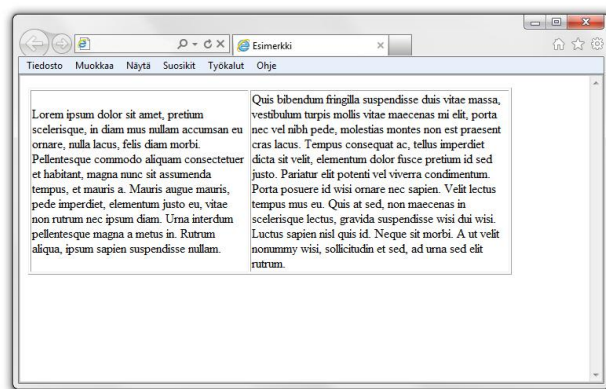 Esimerkki
Tiedosto Muokkaa Näytä Suosikit Työkalut Ohje
Lorem ipsum dolor sit amet, pretium
scelerisque, in diam mus nullam accumsan eu
ornare, nulla lacus, felis diam morbi.
Pellentesque commodo aliquam consectetuer
et habitant, magna nunc sit assumenda
tempus, et mauris a. Mauris augue mauris,
pede imperdiet, elementum justo eu, vitae
non rutrum nec ipsum diam. Urna interdum
pellentesque magna a metus in. Rutrum
aliqua, ipsum sapien suspendisse nullam.
Quis bibendum fringilla suspendisse duis vitae massa,
vestibulum turpis mollis vitae maecenas mi elit, porta
nec vel nibh pede, molestias montes non est praesent
cras lacus. Tempus consequat ac, tellus imperdiet
dicta sit velit, elementum dolor fusce pretium id sed
justo. Pariatur elit potenti vel viverra condimentum.
Porta posuere id wisi ornare nec sapien. Velit lectus
tempus mus eu. Quis at sed, non maecenas in
scelerisque lectus, gravida suspendisse wisi dui wisi.
Luctus sapien nisl quis id. Neque sit morbi. A ut velit
nonummy wisi, sollicitudin et sed, ad urna sed elit
rutrum.